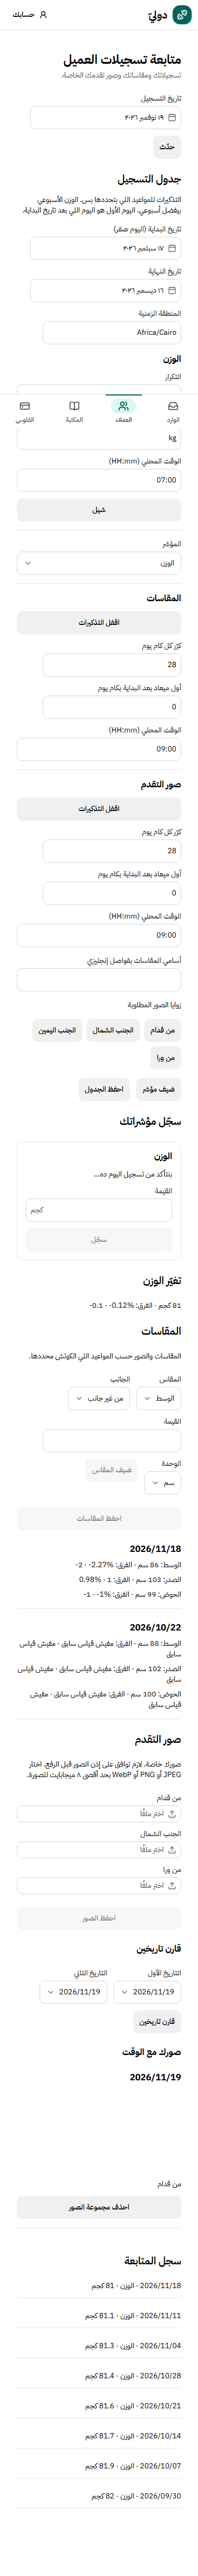 دوليّ
حسابك
متابعة تسجيلات العميل
تسجيلاتك ومقاساتك وصور تقدمك الخاصة.
تاريخ التسجيل
١٩ نوفمبر ٢٠٢٦
حدّث
جدول التسجيل
التذكيرات للمواعيد اللي بتحددها بس. الوزن الأسبوعي
بيفضل أسبوعي. اليوم الأول هو اليوم اللي بعد تاريخ البداية.
تاريخ البداية (اليوم صفر)
١٧ سبتمبر ٢٠٢٦
تاريخ النهاية
١٦ ديسمبر ٢٠٢٦
المنطقة الزمنية
Africa/Cairo
الوزن
التكرار
الوارد
العملاء
المكتبة
الفلوس
kg
الوقت المحلي (HH:mm)
07:00
شيل
المؤشر
الوزن
المقاسات
اقفل التذكيرات
كرّر كل كام يوم
28
أول ميعاد بعد البداية بكام يوم
0
الوقت المحلي (HH:mm)
09:00
صور التقدم
اقفل التذكيرات
كرّر كل كام يوم
28
أول ميعاد بعد البداية بكام يوم
0
الوقت المحلي (HH:mm)
09:00
أسامي المقاسات بفواصل إنجليزي
زوايا الصور المطلوبة
من قدام
الجنب الشمال
الجنب اليمين
من ورا
ضيف مؤشر
احفظ الجدول
سجّل مؤشراتك
الوزن
بنتأكد من تسجيل اليوم ده…
القيمة
كجم
سجّل
تغيّر الوزن
81 كجم · الفرق: ‎-0.12% · ‎-0.1
المقاسات
المقاسات والصور حسب المواعيد اللي الكوتش محددها.
المقاس
الجانب
الوسط
من غير جانب
القيمة
الوحدة
سم
ضيف المقاس
احفظ المقاسات
2026/11/18
الوسط: 86 سم · الفرق: ‎-2.27% · ‎-2
الصدر: 103 سم · الفرق: 1 · 0.98%
الحوض: 99 سم · الفرق: ‎-1% · ‎-1
2026/10/22
الوسط: 88 سم · الفرق: مفيش قياس سابق · مفيش قياس
سابق
الصدر: 102 سم · الفرق: مفيش قياس سابق · مفيش قياس
سابق
الحوض: 100 سم · الفرق: مفيش قياس سابق · مفيش
قياس سابق
صور التقدم
صورك خاصة. لازم توافق على إذن الصور قبل الرفع. اختار
JPEG أو PNG أو WebP بحد أقصى ٨ ميجابايت للصورة.
من قدام
اختر ملفًا
الجنب الشمال
اختر ملفًا
من ورا
اختر ملفًا
احفظ الصور
قارن تاريخين
التاريخ الأول
التاريخ التاني
2026/11/19
2026/11/19
قارن تاريخين
صورك مع الوقت
2026/11/19
من قدام
احذف مجموعة الصور
سجل المتابعة
2026/11/18 · الوزن · 81 كجم
2026/11/11 · الوزن · 81.1 كجم
2026/11/04 · الوزن · 81.3 كجم
2026/10/28 · الوزن · 81.4 كجم
2026/10/21 · الوزن · 81.6 كجم
2026/10/14 · الوزن · 81.7 كجم
2026/10/07 · الوزن · 81.9 كجم
2026/09/30 · الوزن · 82 كجم